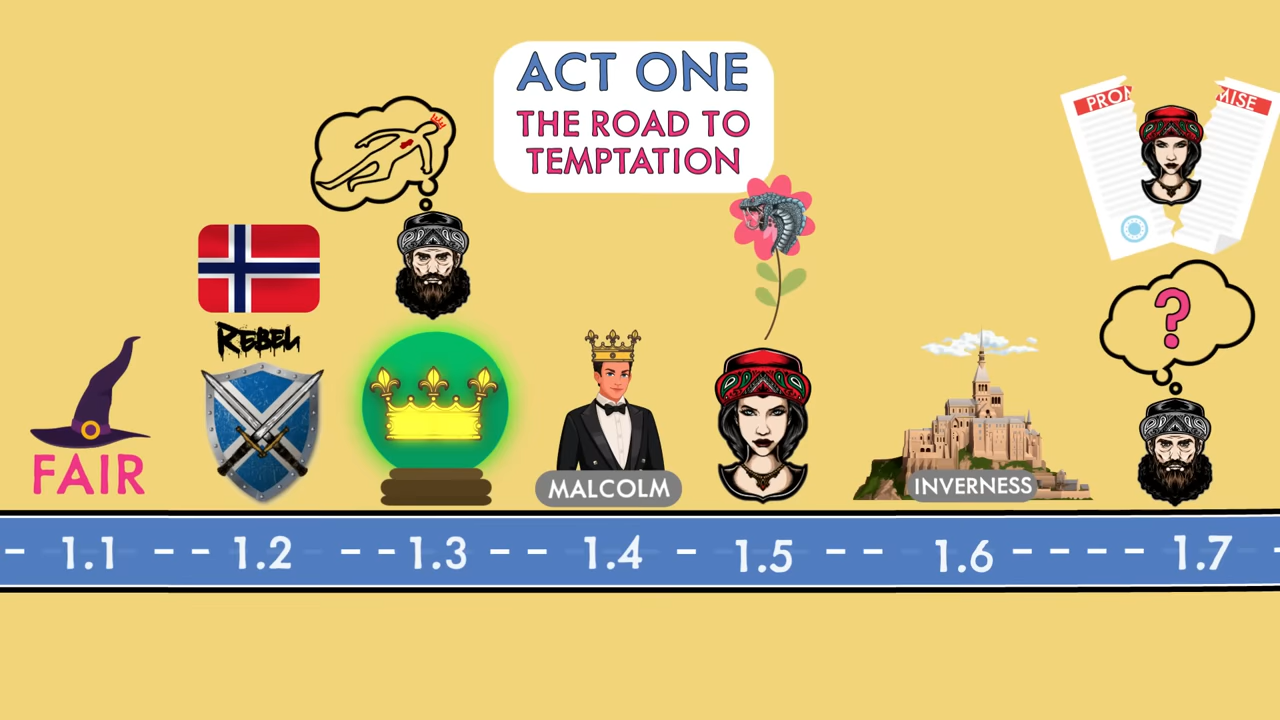 ACT ONE
THE ROAD TO
TEMPTATION
PROMISE
REBEL
?
FAIR
MALCOLM
INVERNESS
1.1
1.2
1.3
1.4
1.5
1.6
1.7